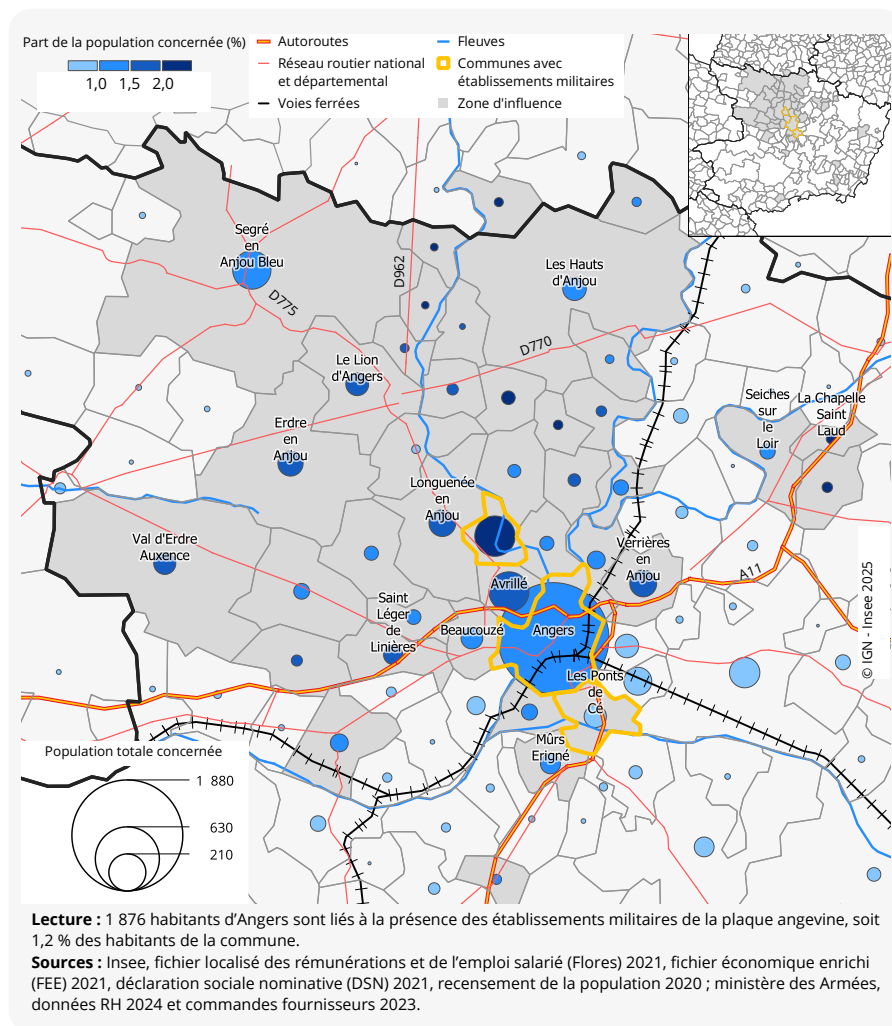 Part de la population concernée (%)
1,0 1,5 2,0
Autoroutes
Réseau routier national
et départemental
Voies ferrées
Fleuves
Communes avec
établissements militaires
Zone d'influence
Segré
en
Anjou Bleu
D775
D962
Les Hauts
d'Anjou
D770
Le Lion
d'Angers
Erdre
en
Anjou
Seiches
sur
le
Loir
La Chapelle
Saint
Laud
Longuenée
en
Anjou
Val d'Erdre
Auxence
Verrières
en
Anjou
A11
Avrillé
Saint
Léger
de
Linières
Beaucouzé
Angers
Les Ponts
de
Cé
Mûrs
Erigné
© IGN - Insee 2025
Population totale concernée
1 880
630
210
Lecture : 1 876 habitants d'Angers sont liés à la présence des établissements militaires de la plaque angevine, soit
1,2 % des habitants de la commune.
Sources : Insee, fichier localisé des rémunérations et de l'emploi salarié (Flores) 2021, fichier économique enrichi
(FEE) 2021, déclaration sociale nominative (DSN) 2021, recensement de la population 2020 ; ministère des Armées,
données RH 2024 et commandes fournisseurs 2023.